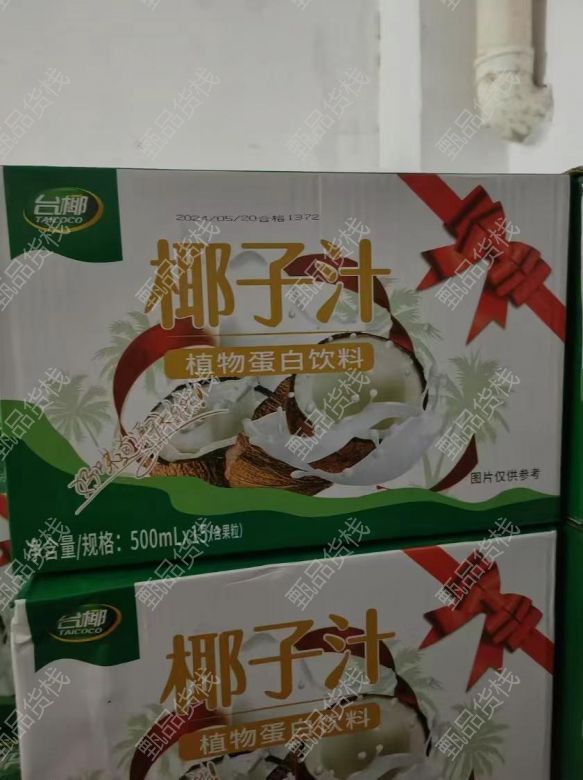 台椰
TAICOCO
2024/05/20合格1372
椰子汁
植物蛋白饮料
图片仅供参考
净含量/规格：500mLx15(含果粒)
台椰
TAICOCO
椰子汁
植物蛋白饮料
甄品货栈